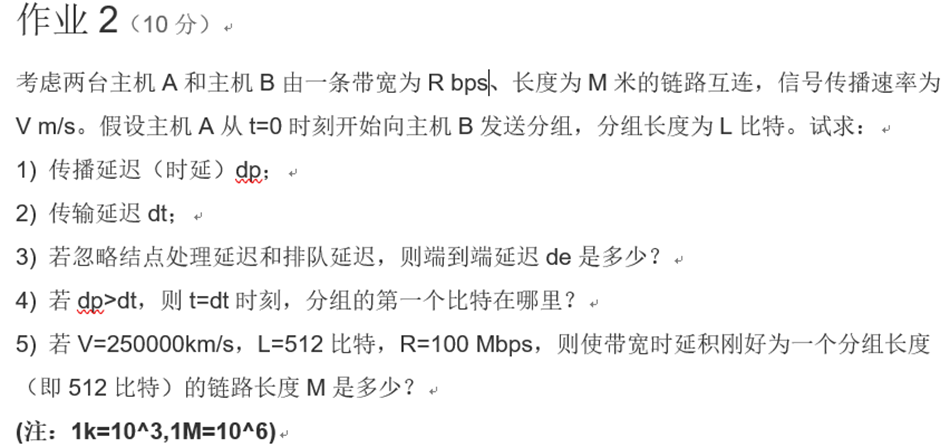 作业 2（10 分）
考虑两台主机 A 和主机 B 由一条带宽为 R bps、长度为 M 米的链路互连，信号传播速率为
V m/s。假设主机 A 从 t=0 时刻开始向主机 B 发送分组，分组长度为 L 比特。试求：
1) 传播延迟（时延）dp；
2) 传输延迟 dt；
3) 若忽略结点处理延迟和排队延迟，则端到端延迟 de 是多少？
4) 若 dp>dt，则 t=dt 时刻，分组的第一个比特在哪里？
5) 若 V=250000km/s，L=512 比特，R=100 Mbps，则使带宽时延积刚好为一个分组长度
（即 512 比特）的链路长度 M 是多少？
(注：1k=10^3,1M=10^6)